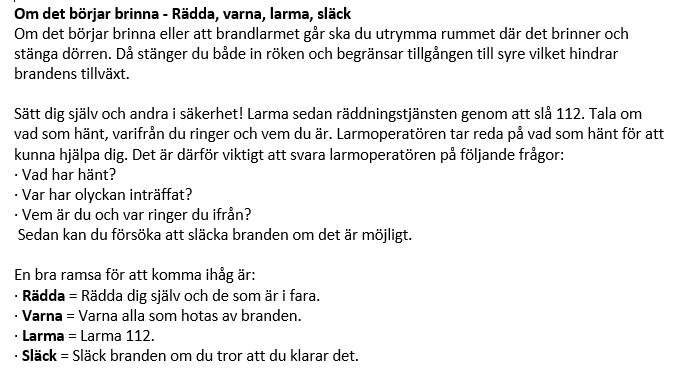 Om det börjar brinna - Rädda, varna, larma, släck
Om det börjar brinna eller att brandlarmet går ska du utrymma rummet där det brinner och
stänga dörren. Då stänger du både in röken och begränsar tillgången till syre vilket hindrar
brandens tillväxt.
Sätt dig själv och andra i säkerhet! Larma sedan räddningstjänsten genom att slå 112. Tala om
vad som hänt, varifrån du ringer och vem du är. Larmoperatören tar reda på vad som hänt för att
kunna hjälpa dig. Det är därför viktigt att svara larmoperatören på följande frågor:
· Vad har hänt?
· Var har olyckan inträffat?
· Vem är du och var ringer du ifrån?
Sedan kan du försöka att släcka branden om det är möjligt.
En bra ramsa för att komma ihåg är:
· Rädda = Rädda dig själv och de som är i fara.
· Varna = Varna alla som hotas av branden.
· Larma = Larma 112.
· Släck = Släck branden om du tror att du klarar det.